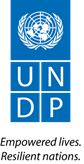 U N
D P
Empowered lives.
Resilient nations.